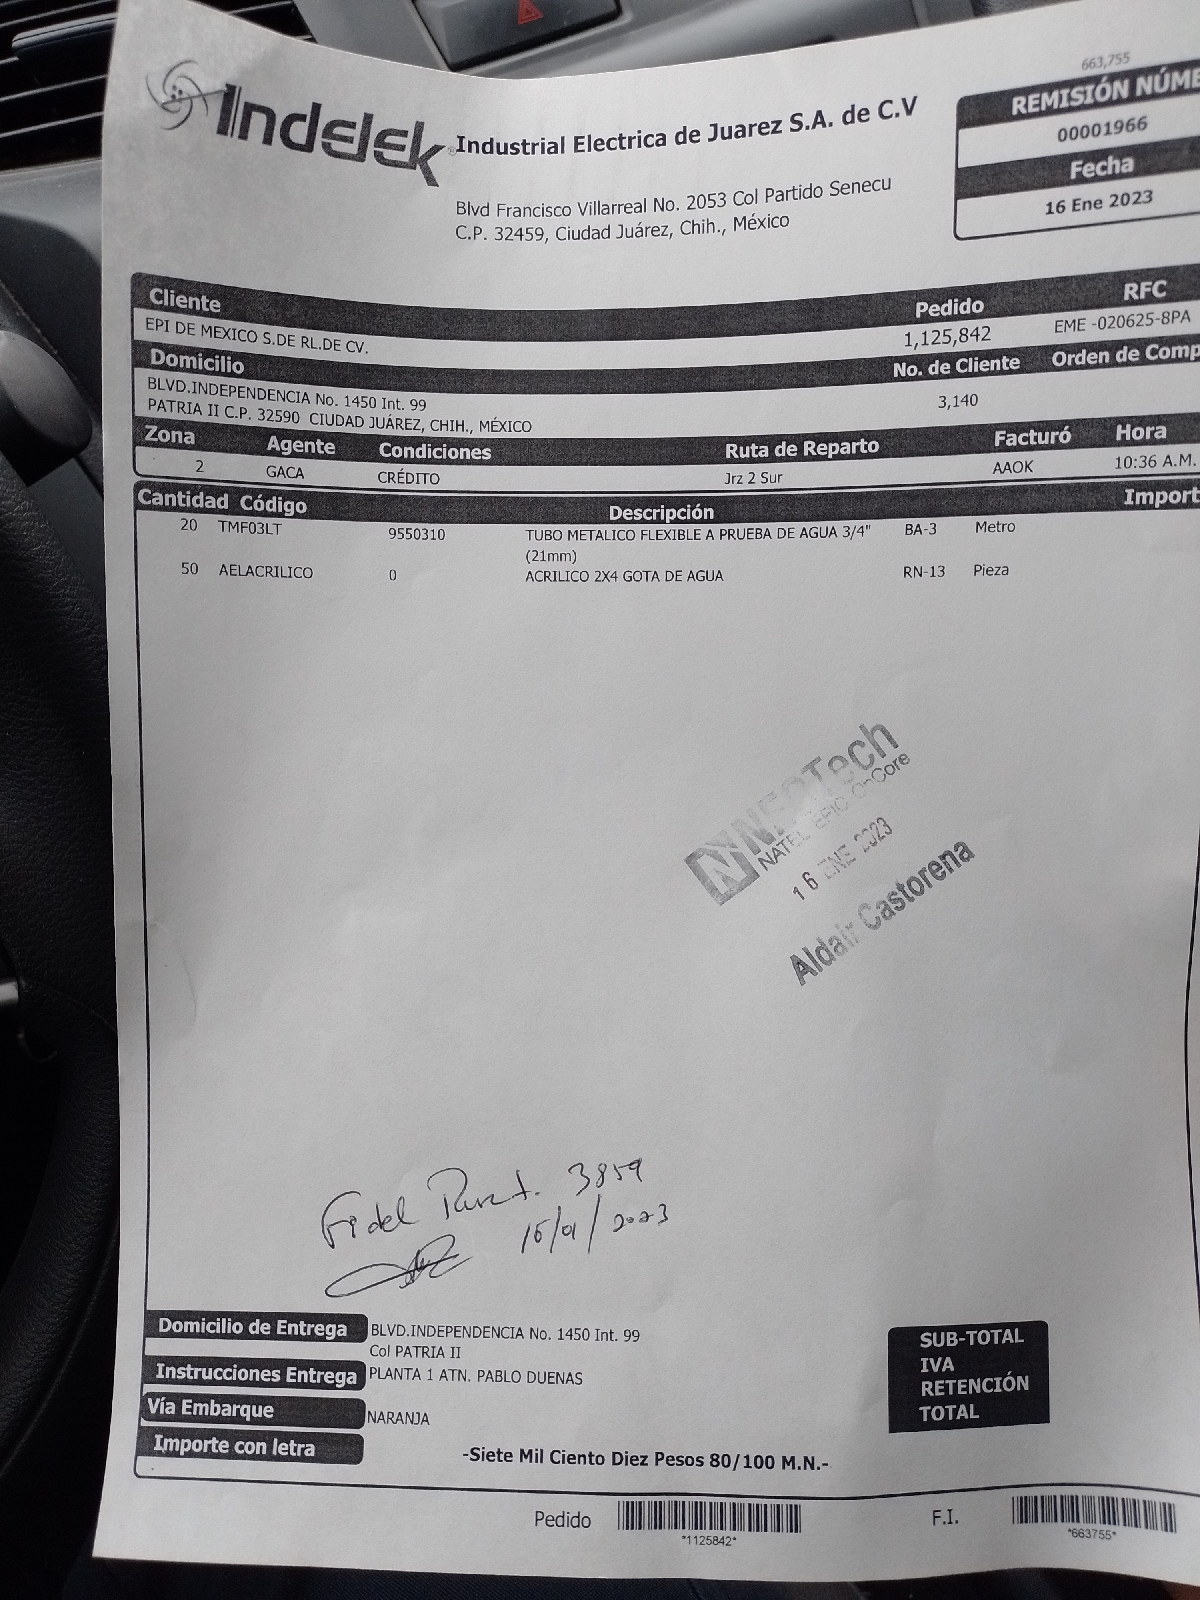 663,755
Indelek
Industrial Electrica de Juarez S.A. de C.V
REMISIÓN NÚME
00001966
Fecha
16 Ene 2023
Blvd Francisco Villarreal No. 2053 Col Partido Senecu
C.P. 32459, Ciudad Juárez, Chih., México
Cliente Pedido RFC
EPI DE MEXICO S.DE RL.DE CV. 1,125,842 EME -020625-8PA
Domicilio No. de Cliente Orden de Comp
BLVD.INDEPENDENCIA No. 1450 Int. 99 3,140
PATRIA II C.P. 32590 CIUDAD JUÁREZ, CHIH., MÉXICO
Zona Agente Condiciones Ruta de Reparto Facturó Hora
2 GACA CRÉDITO Jrz 2 Sur AAOK 10:36 A.M.
Cantidad Código Descripción Import
20 TMF03LT 9550310 TUBO METALICO FLEXIBLE A PRUEBA DE AGUA 3/4" BA-3 Metro
(21mm)
50 AELACRILICO 0 ACRILICO 2X4 GOTA DE AGUA RN-13 Pieza
NEOTech
NATEL EPIC OnCore
16 ENE 2023
Aldair Castorena
Fidel 3859
16/01/2023
Domicilio de Entrega BLVD.INDEPENDENCIA No. 1450 Int. 99
Col PATRIA II
Instrucciones Entrega PLANTA 1 ATN. PABLO DUENAS
Vía Embarque NARANJA
Importe con letra -Siete Mil Ciento Diez Pesos 80/100 M.N.-
SUB-TOTAL
IVA
RETENCIÓN
TOTAL
Pedido *1125842* F.I. *663755*